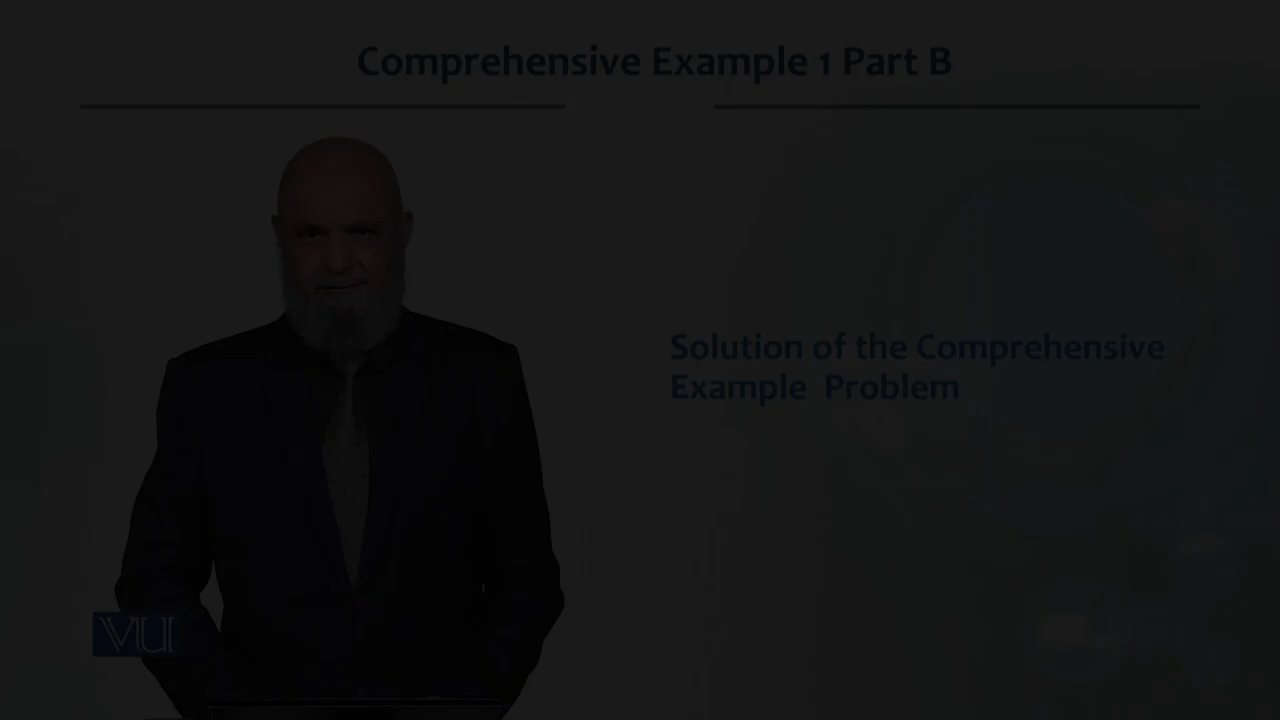 Comprehensive Example 1 Part B
Solution of the Comprehensive
Example Problem
VU